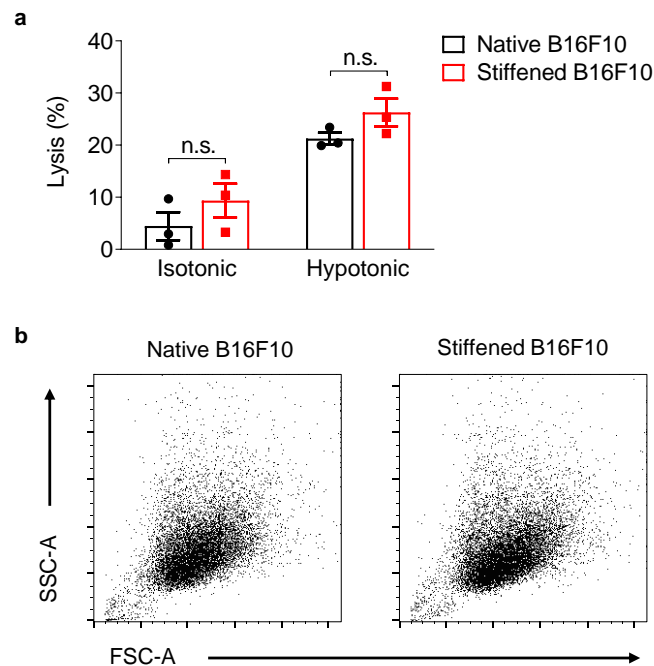 a
40
30
20
10
0
Lysis (%)
n.s.
n.s.
Isotonic
Hypotonic
Native B16F10
Stiffened B16F10
b
Native B16F10
Stiffened B16F10
SSC-A
FSC-A